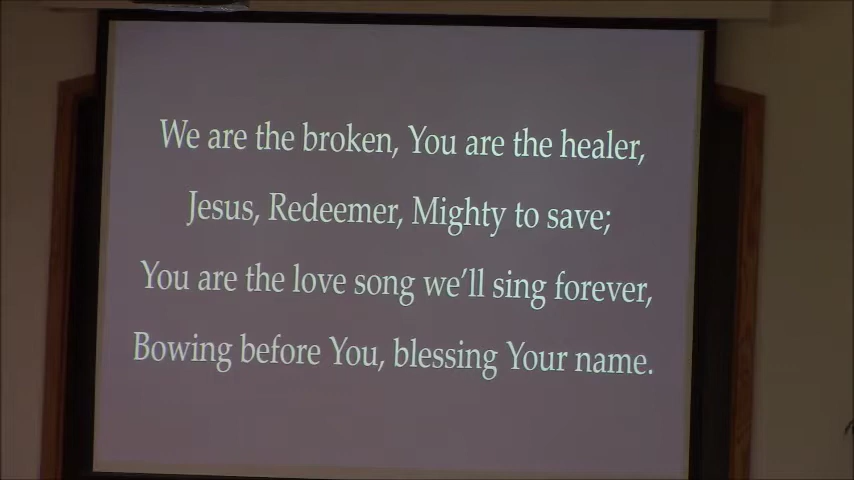 We are the broken, You are the healer,
Jesus, Redeemer, Mighty to save;
You are the love song we'll sing forever,
Bowing before You, blessing Your name.